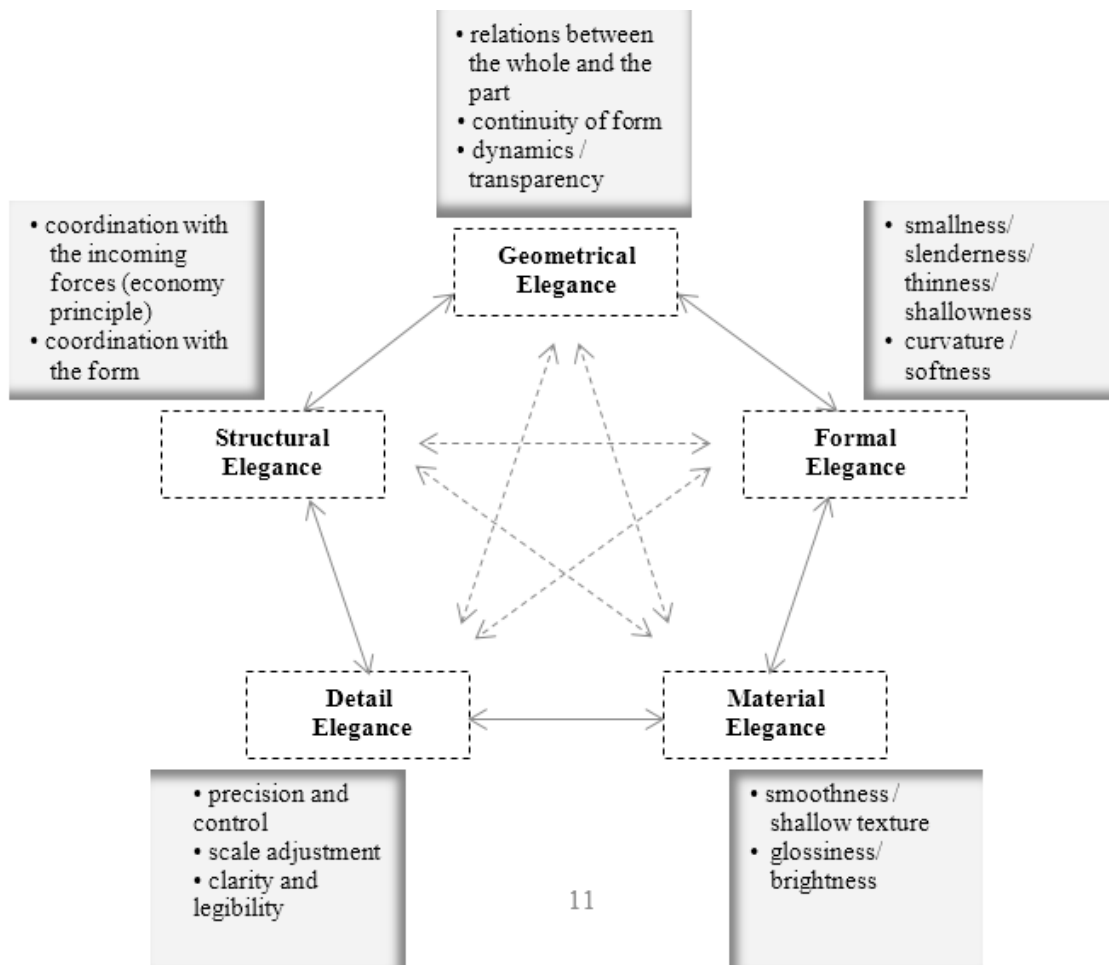 • relations between
the whole and the
part
• continuity of form
• dynamics /
transparency
Geometrical
Elegance
• coordination with
the incoming
forces (economy
principle)
• coordination with
the form
• smallness/
slenderness/
thinness/
shallowness
• curvature /
softness
Structural
Elegance
Formal
Elegance
Detail
Elegance
Material
Elegance
• precision and
control
• scale adjustment
• clarity and
legibility
• smoothness/
shallow texture
• glossiness/
brightness
11